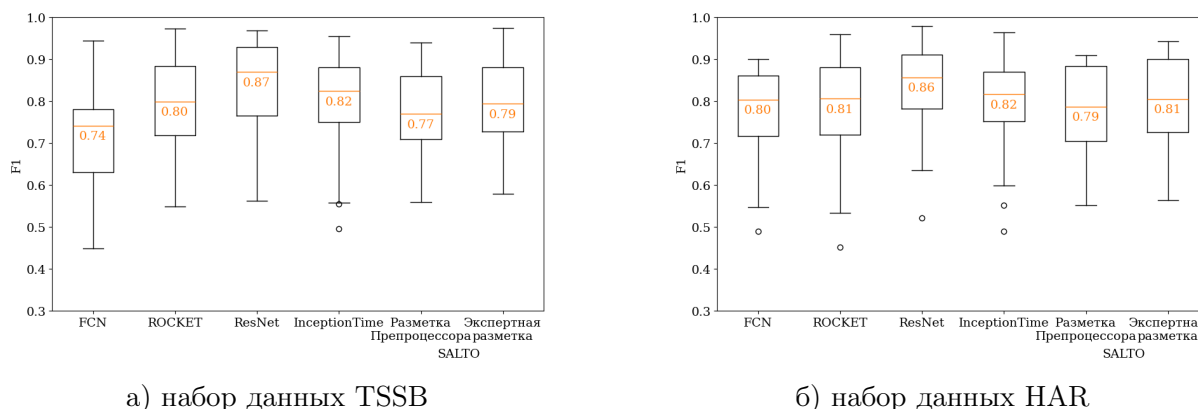 1.0
0.9
0.8
0.7
0.6
0.5
0.4
0.3
F1
0.74
0.80
0.87
0.82
0.77
0.79
FCN
ROCKET
ResNet
InceptionTime
Разметка
Препроцессора
Экспертная
разметка
SALTO
а) набор данных TSSB
1.0
0.9
0.8
0.7
0.6
0.5
0.4
0.3
F1
0.80
0.81
0.86
0.82
0.79
0.81
FCN
ROCKET
ResNet
InceptionTime
Разметка
Препроцессора
Экспертная
разметка
SALTO
б) набор данных HAR